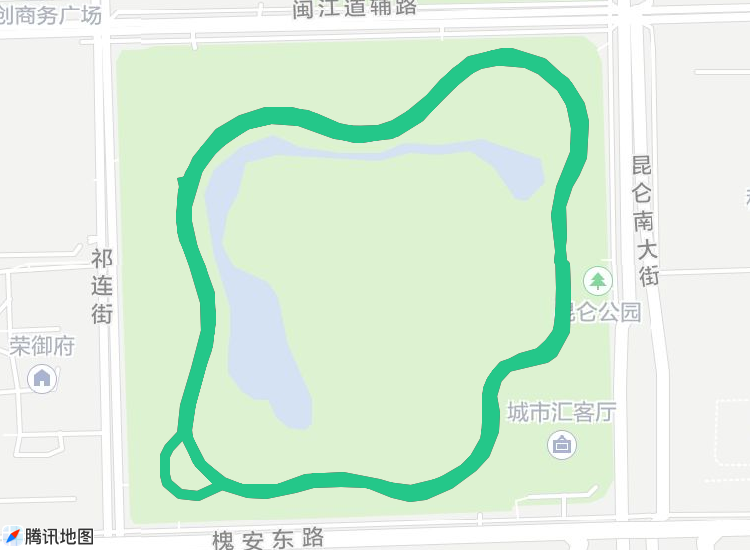 创商务广场
闽江道辅路
昆仑南大街
祁连街
昆仑公园
荣御府
城市汇客厅
槐安东路
腾讯地图